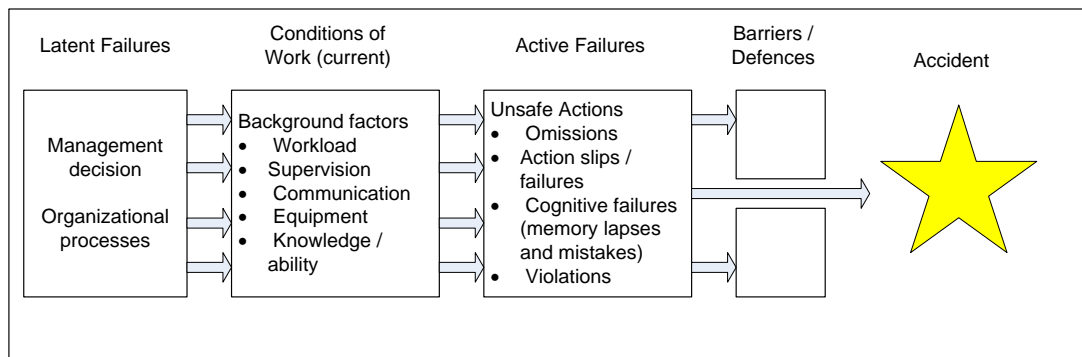 Latent Failures
Conditions of
Work (current)
Active Failures
Barriers /
Defences
Accident
Management
decision
Organizational
processes
Background factors
• Workload
• Supervision
• Communication
• Equipment
• Knowledge /
ability
Unsafe Actions
• Omissions
• Action slips /
failures
• Cognitive failures
(memory lapses
and mistakes)
• Violations